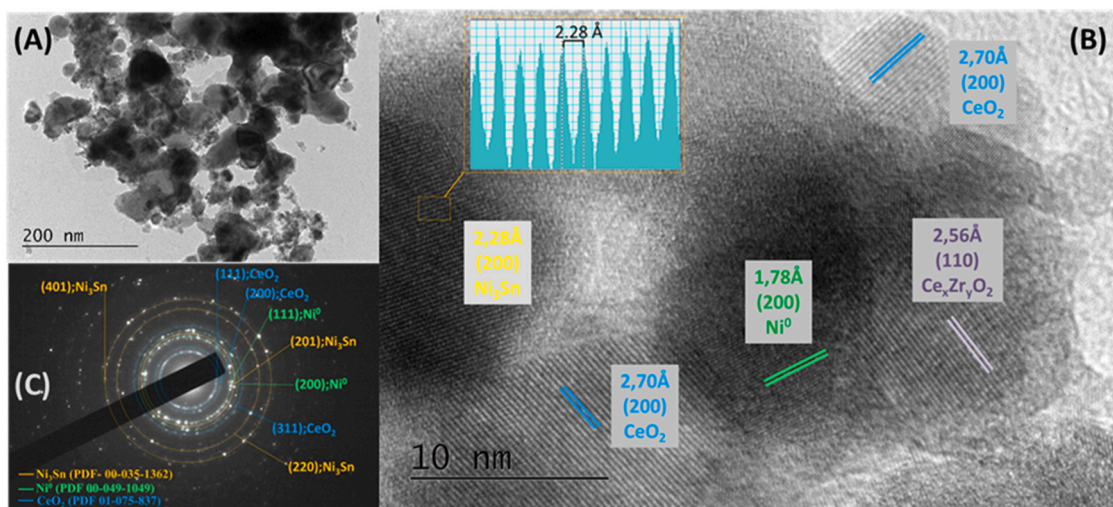 (A)
200 nm
(C)
(401);Ni₃Sn
(111);CeO₂
(200);CeO₂
(111);Ni⁰
(201);Ni₃Sn
(200);Ni⁰
(311);CeO₂
(220);Ni₃Sn
Ni₃Sn (PDF- 00-035-1362)
Ni⁰ (PDF 00-049-1049)
CeO₂ (PDF 01-075-837)
(B)
2.28 Å
2,28Å
(200)
Ni₃Sn
2,70Å
(200)
CeO₂
1,78Å
(200)
Ni⁰
2,56Å
(110)
CeₓZrᵧO₂
2,70Å
(200)
CeO₂
10 nm